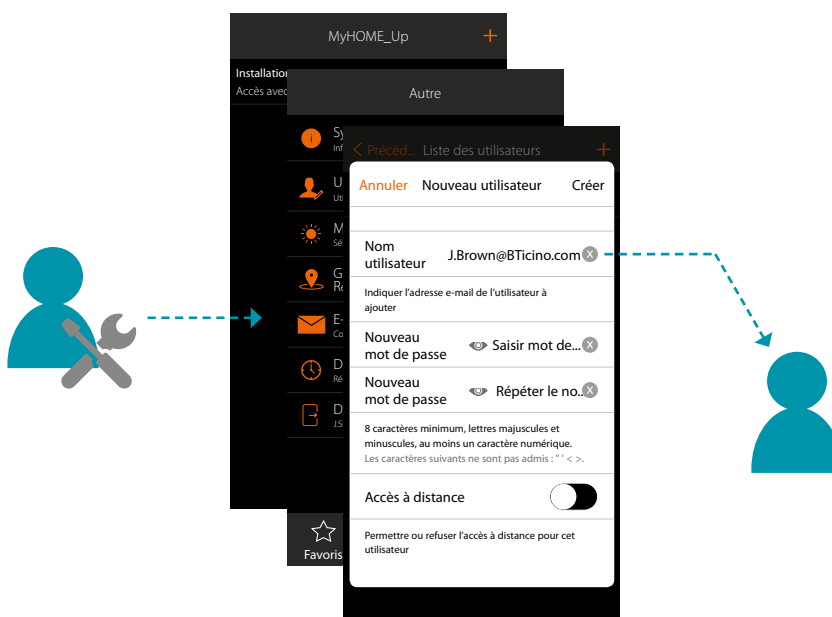 MyHOME_Up +
Installation
Accès avec
Autre
Sy
Inf
U
Uti
M
Sé
G
Re
E-
Co
D
Ré
D
J.S
Favoris
< Précéd... Liste des utilisateurs +
Annuler Nouveau utilisateur Créer
Nom
utilisateur J.Brown@BTicino.com X
Indiquer l'adresse e-mail de l'utilisateur à
ajouter
Nouveau
mot de passe Saisir mot de... X
Nouveau
mot de passe Répéter le no... X
8 caractères minimum, lettres majuscules et
minuscules, au moins un caractère numérique.
Les caractères suivants ne sont pas admis : " ' < >.
Accès à distance
Permettre ou refuser l'accès à distance pour cet
utilisateur